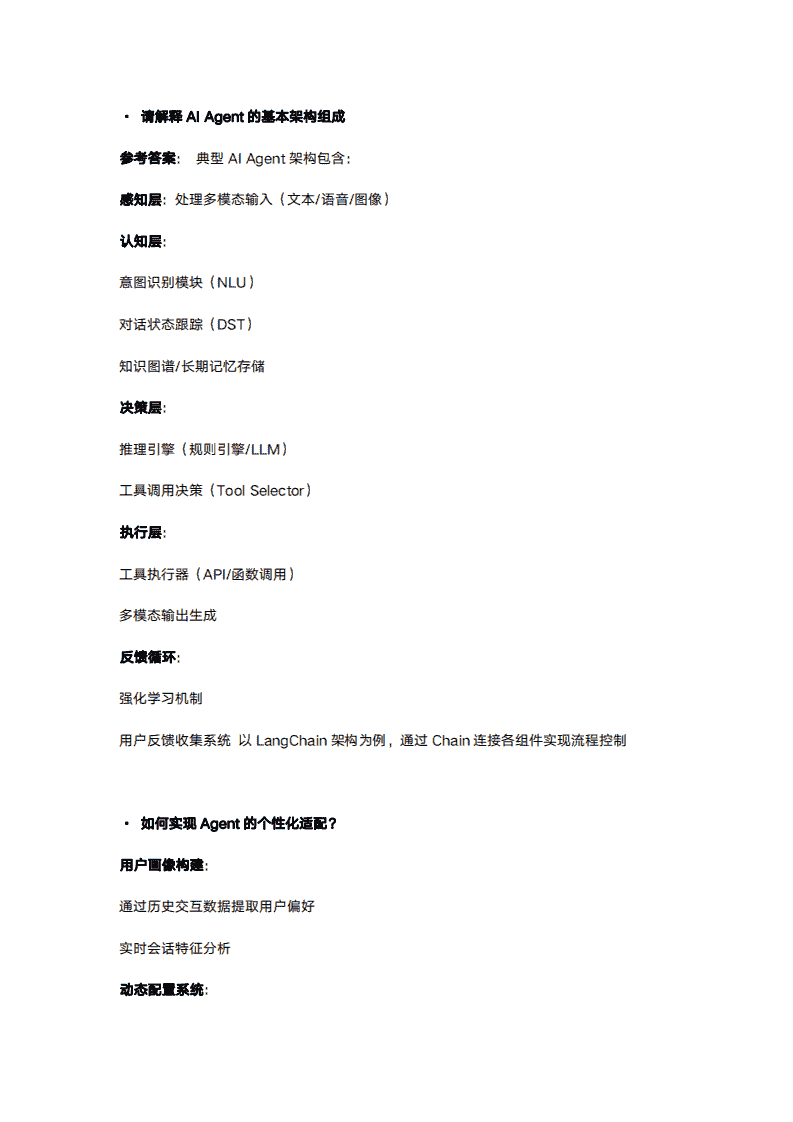 • 请解释 AI Agent 的基本架构组成
参考答案： 典型 AI Agent 架构包含：
感知层：处理多模态输入（文本/语音/图像）
认知层：
意图识别模块（NLU）
对话状态跟踪（DST）
知识图谱/长期记忆存储
决策层：
推理引擎（规则引擎/LLM）
工具调用决策（Tool Selector）
执行层：
工具执行器（API/函数调用）
多模态输出生成
反馈循环：
强化学习机制
用户反馈收集系统 以 LangChain 架构为例，通过 Chain 连接各组件实现流程控制
• 如何实现 Agent 的个性化适配？
用户画像构建：
通过历史交互数据提取用户偏好
实时会话特征分析
动态配置系统：